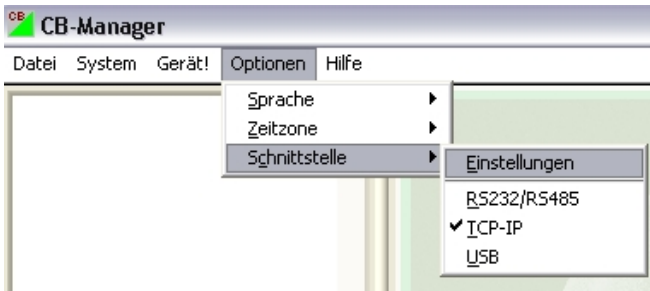 CB CB-Manager
Datei System Gerät! Optionen Hilfe
Sprache
Zeitzone
Schnittstelle
Einstellungen
RS232/RS485
TCP-IP
USB